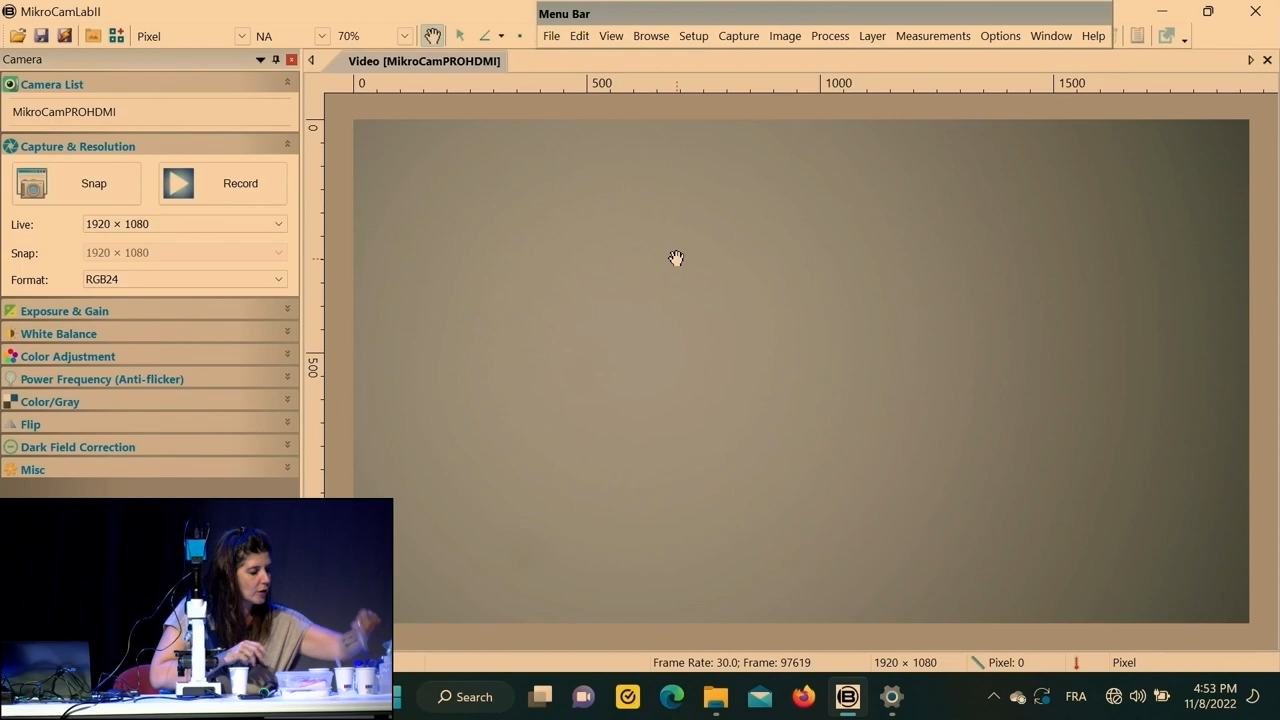 MikroCamLabII
Menu Bar
Pixel
NA
70%
File Edit View Browse Setup Capture Image Process Layer Measurements Options Window Help
Camera
Video [MikroCamPROHDMI]
Camera List
MikroCamPROHDMI
Capture & Resolution
Snap
Record
Live: 1920 × 1080
Snap: 1920 × 1080
Format: RGB24
Exposure & Gain
White Balance
Color Adjustment
Power Frequency (Anti-flicker)
Color/Gray
Flip
Dark Field Correction
Misc
0 500 1000 1500
0
500
Frame Rate: 30.0; Frame: 97619 1920 × 1080 Pixel: 0 Pixel
Search
FRA
4:53 PM
11/8/2022